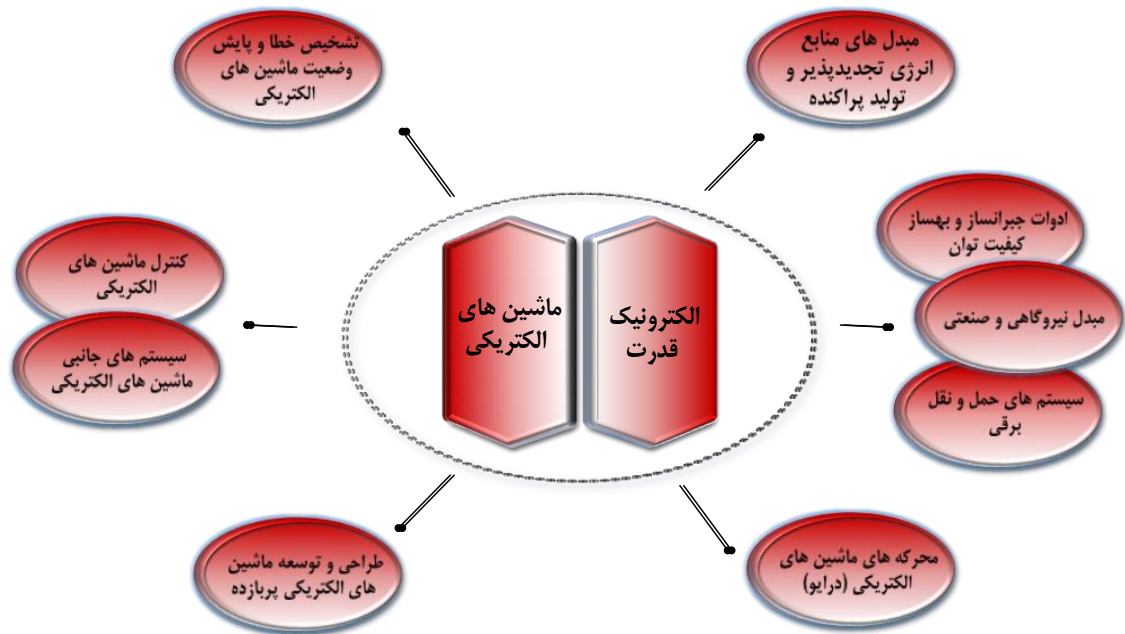 مبدل های منابع
انرژی تجدیدپذیر و
تولید پراکنده
تشخیص خطا و پایش
وضعیت ماشین های
الکتریکی
ادوات جبرانساز و بهساز
کیفیت توان
مبدل نیروگاهی و صنعتی
سیستم های حمل و نقل
برقی
الکترونیک
قدرت
ماشین های
الکتریکی
کنترل ماشین های
الکتریکی
سیستم های جانبی
ماشین های الکتریکی
محرکه های ماشین های
الکتریکی (درایو)
طراحی و توسعه ماشین
های الکتریکی پربازده